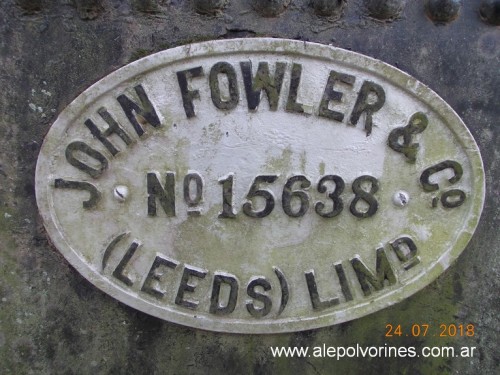 JOHN FOWLER & Cº
Nº 15638
(LEEDS) LIMᴰ
24 07 2018
www.alepolvorines.com.ar